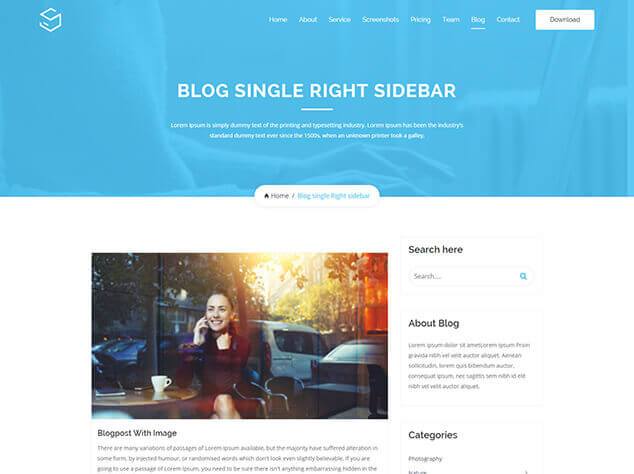 Home About Service Screenshots Pricing Team Blog Contact Download
BLOG SINGLE RIGHT SIDEBAR
Lorem Ipsum is simply dummy text of the printing and typesetting industry. Lorem Ipsum has been the industry's
standard dummy text ever since the 1500s, when an unknown printer took a galley.
Home / Blog single Right sidebar
Search here
Search....
About Blog
Lorem ipsum dolor sit amet,lorem ipsum
gravida nibh vel velit auctor aliquet. Aenean
sollicitudin, lorem quis bibendum auctor,
consequat ipsum, nec sagittis sem nibh id elit
nibh vel velit auctor aliquet.
Categories
Photography
Blogpost With Image
There are many variations of passages of Lorem Ipsum available, but the majority have suffered alteration in
some form, by injected humour, or randomised words which don't look even slightly believable. If you are
going to use a passage of Lorem Ipsum, you need to be sure there isn't anything embarrassing hidden in the